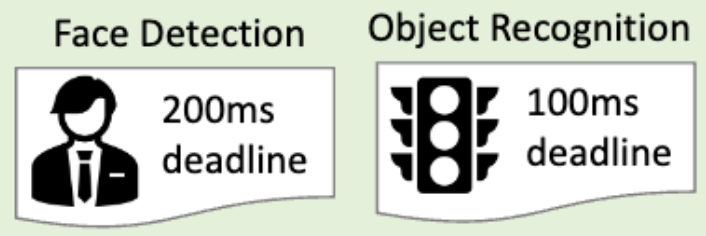 Face Detection
200ms
deadline
Object Recognition
100ms
deadline